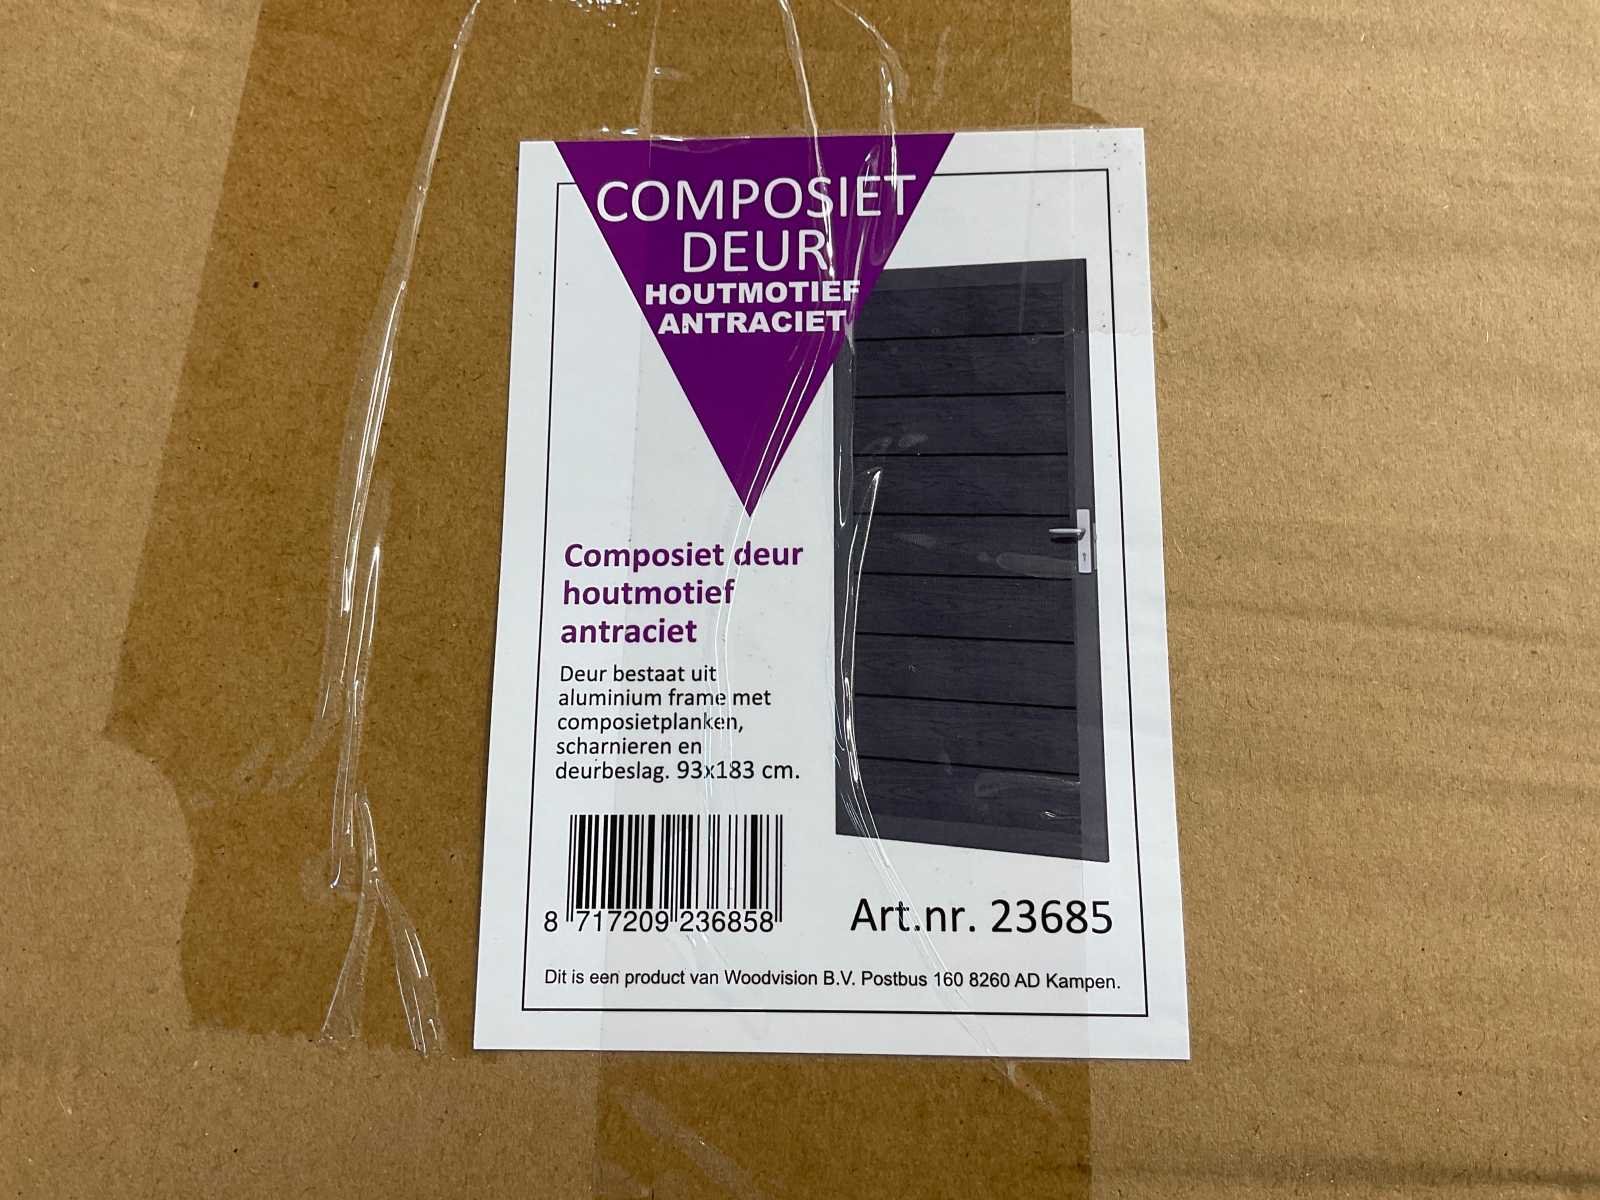 COMPOSIET
DEUR
HOUTMOTIEF
ANTRACIET
Composiet deur
houtmotief
antraciet
Deur bestaat uit
aluminium frame met
composietplanken,
scharnieren en
deurbeslag. 93x183 cm.
8 717209 236858
Art.nr. 23685
Dit is een product van Woodvision B.V. Postbus 160 8260 AD Kampen.